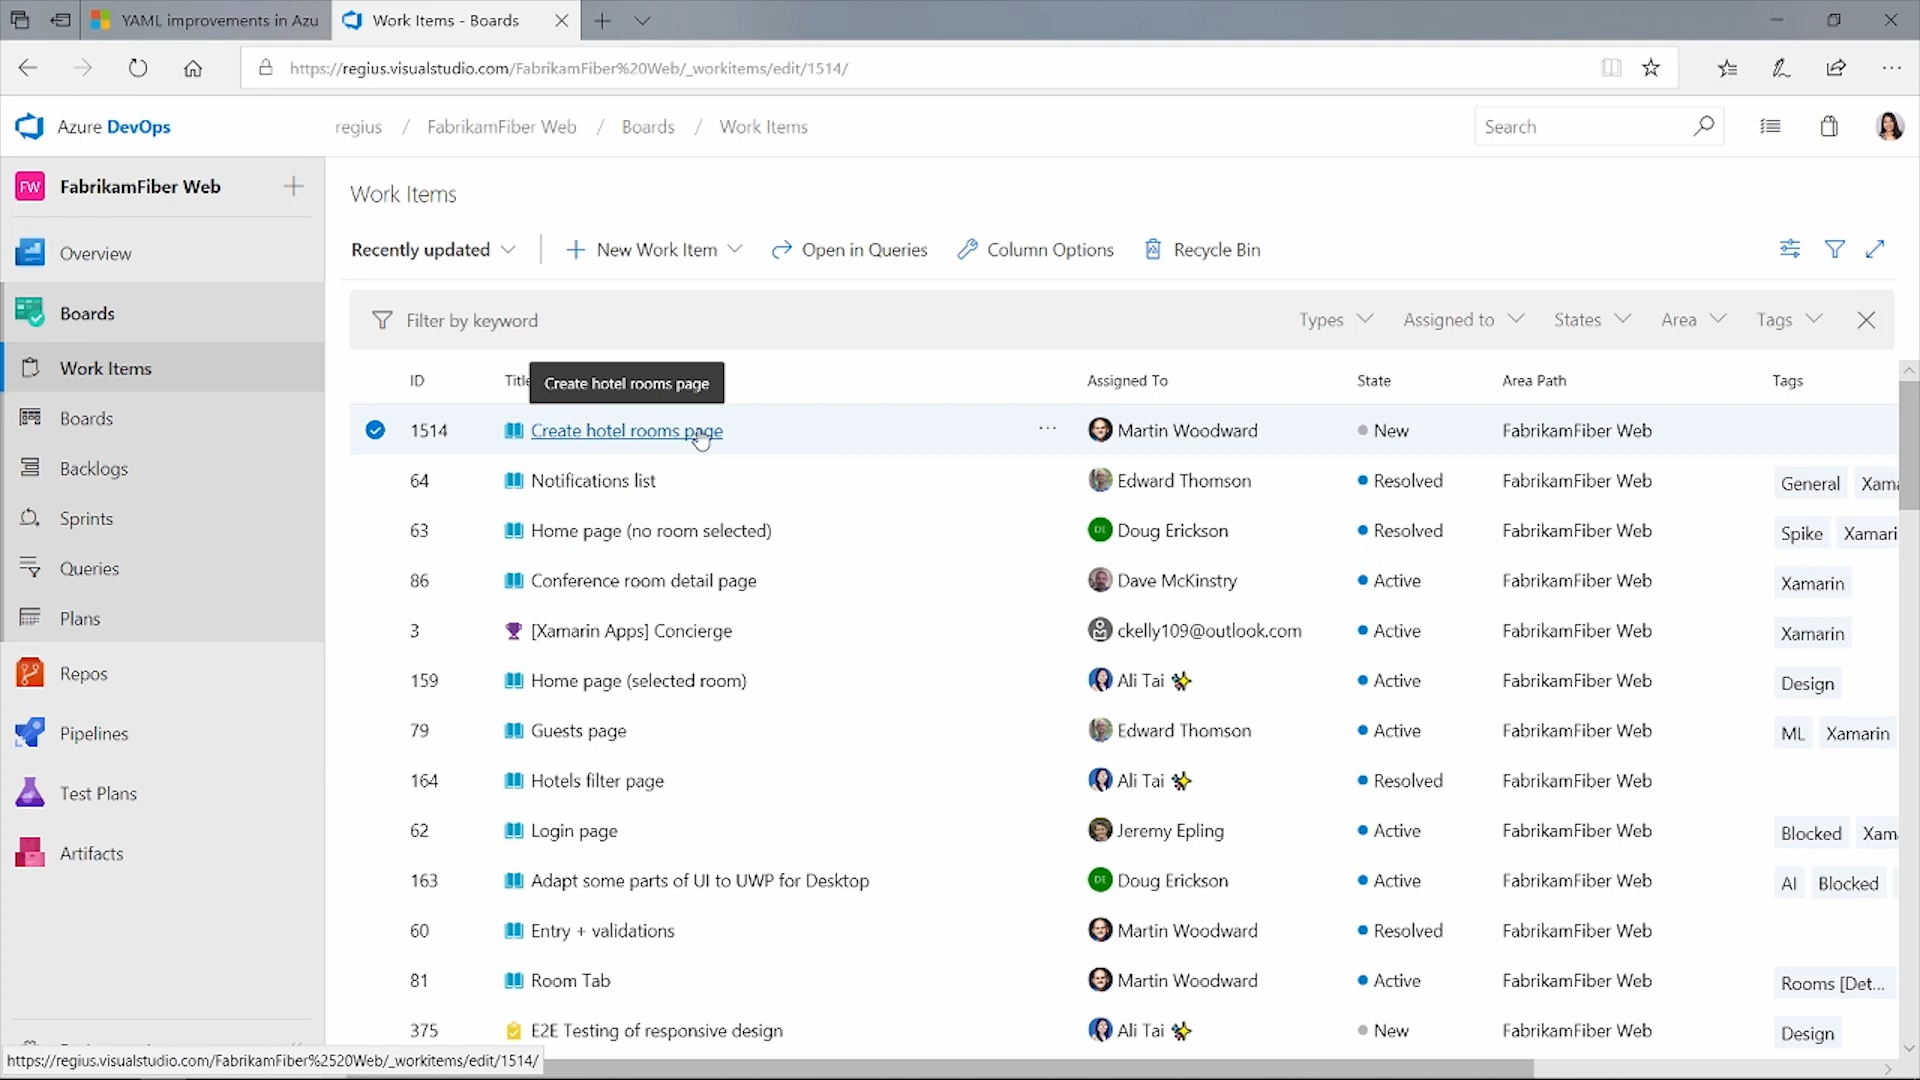 YAML improvements in Azu
Work Items - Boards
https://regius.visualstudio.com/FabrikamFiber%20Web/_workitems/edit/1514/
Azure DevOps
regius / FabrikamFiber Web / Boards / Work Items
Search
FW FabrikamFiber Web
Work Items
Overview
Recently updated
New Work Item
Open in Queries
Column Options
Recycle Bin
Boards
Filter by keyword
Types
Assigned to
States
Area
Tags
Work Items
Boards
Backlogs
Sprints
Queries
Plans
Repos
Pipelines
Test Plans
Artifacts
ID Title Assigned To State Area Path Tags
Create hotel rooms page
1514 Create hotel rooms page ... Martin Woodward New FabrikamFiber Web
64 Notifications list Edward Thomson Resolved FabrikamFiber Web General Xama
63 Home page (no room selected) DE Doug Erickson Resolved FabrikamFiber Web Spike Xamari
86 Conference room detail page Dave McKinstry Active FabrikamFiber Web Xamarin
3 [Xamarin Apps] Concierge ckelly109@outlook.com Active FabrikamFiber Web Xamarin
159 Home page (selected room) Ali Tai ✨ Active FabrikamFiber Web Design
79 Guests page Edward Thomson Active FabrikamFiber Web ML Xamarin
164 Hotels filter page Ali Tai ✨ Resolved FabrikamFiber Web
62 Login page Jeremy Epling Active FabrikamFiber Web Blocked Xam
163 Adapt some parts of UI to UWP for Desktop DE Doug Erickson Active FabrikamFiber Web AI Blocked
60 Entry + validations Martin Woodward Resolved FabrikamFiber Web
81 Room Tab Martin Woodward Active FabrikamFiber Web Rooms [Det...
375 E2E Testing of responsive design Ali Tai ✨ New FabrikamFiber Web Design
https://regius.visualstudio.com/FabrikamFiber%2520Web/_workitems/edit/1514/